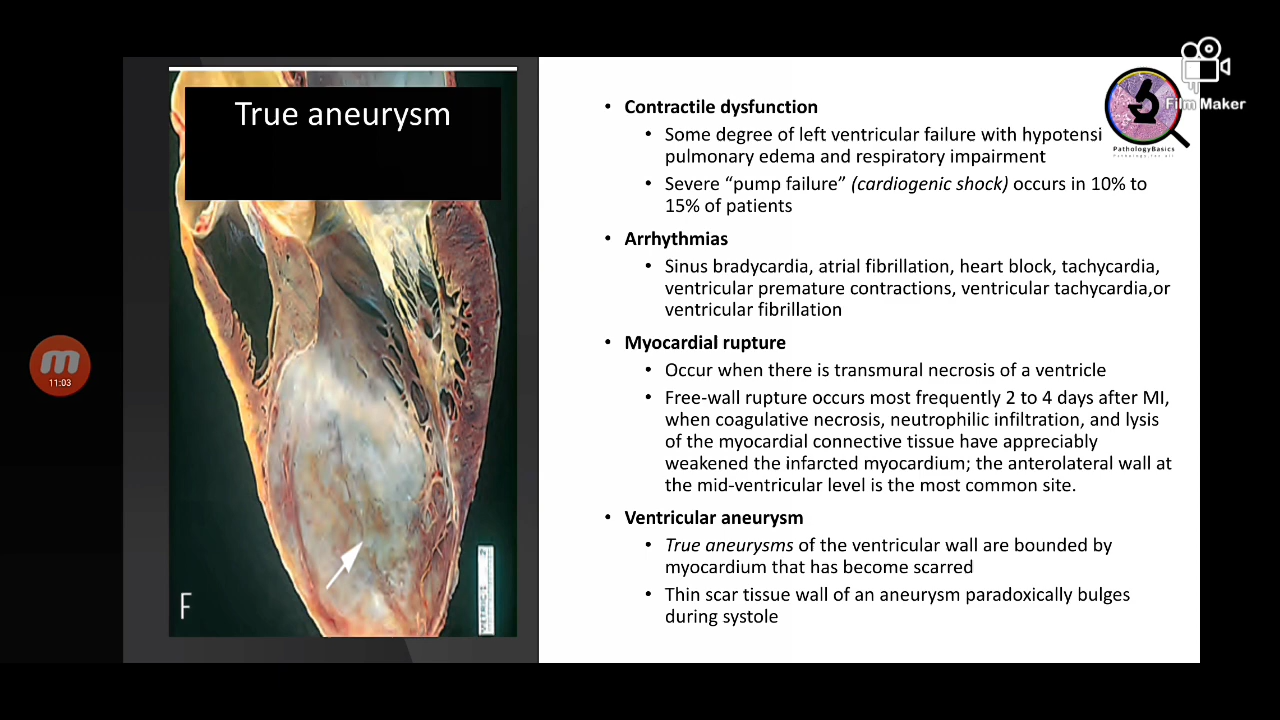 True aneurysm
F
METRIC 1 2
11:03
Film Maker
PathologyBasics
• Contractile dysfunction
• Some degree of left ventricular failure with hypotensi
pulmonary edema and respiratory impairment
• Severe “pump failure” (cardiogenic shock) occurs in 10% to
15% of patients
• Arrhythmias
• Sinus bradycardia, atrial fibrillation, heart block, tachycardia,
ventricular premature contractions, ventricular tachycardia,or
ventricular fibrillation
• Myocardial rupture
• Occur when there is transmural necrosis of a ventricle
• Free-wall rupture occurs most frequently 2 to 4 days after MI,
when coagulative necrosis, neutrophilic infiltration, and lysis
of the myocardial connective tissue have appreciably
weakened the infarcted myocardium; the anterolateral wall at
the mid-ventricular level is the most common site.
• Ventricular aneurysm
• True aneurysms of the ventricular wall are bounded by
myocardium that has become scarred
• Thin scar tissue wall of an aneurysm paradoxically bulges
during systole